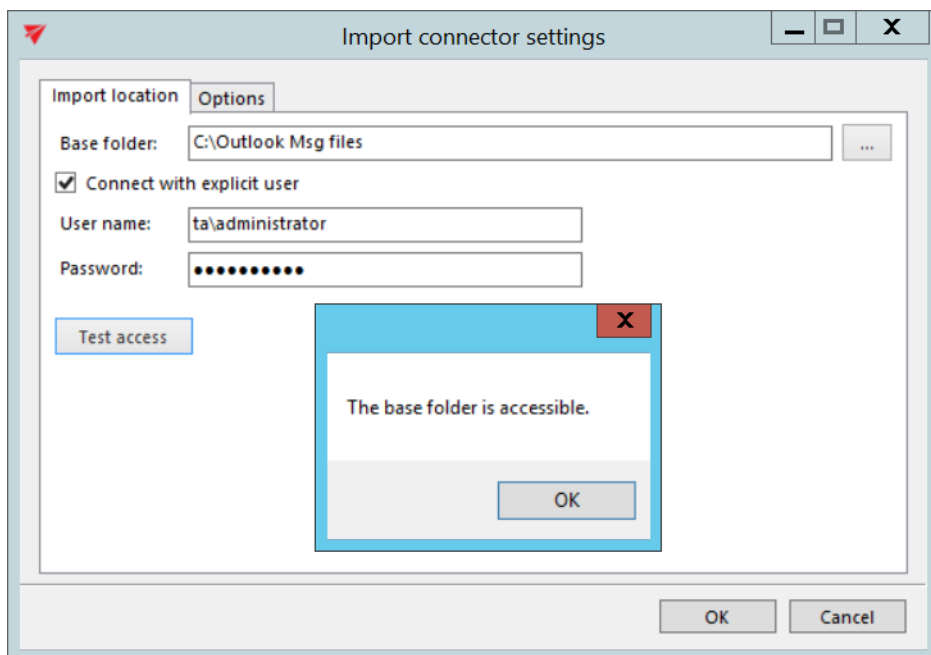 Import connector settings
Import location Options
Base folder: C:\Outlook Msg files ...
Connect with explicit user
User name: ta\administrator
Password: ••••••••••
Test access
The base folder is accessible.
OK
OK Cancel